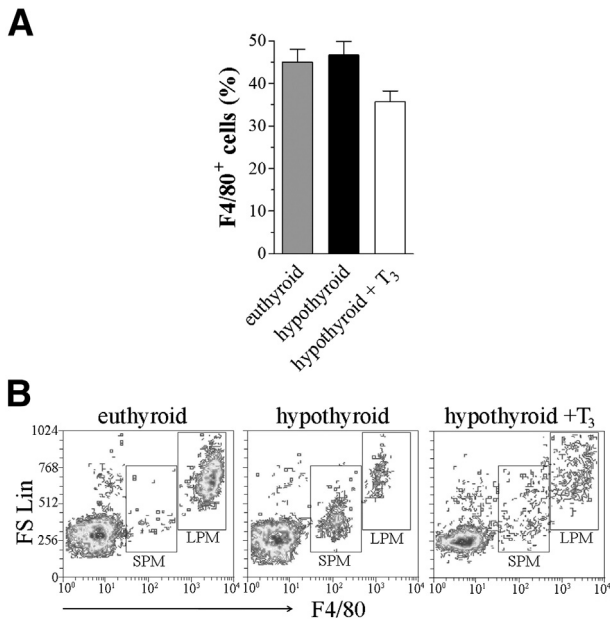 A
F4/80+ cells (%)
50
40
30
20
10
0
euthyroid
hypothyroid
hypothyroid + T3
B
euthyroid
hypothyroid
hypothyroid +T3
FS Lin
1024
768
512
256
0
SPM
LPM
SPM
LPM
SPM
LPM
10^0 10^1 10^2 10^3 10^4
10^0 10^1 10^2 10^3 10^4
10^0 10^1 10^2 10^3 10^4
F4/80